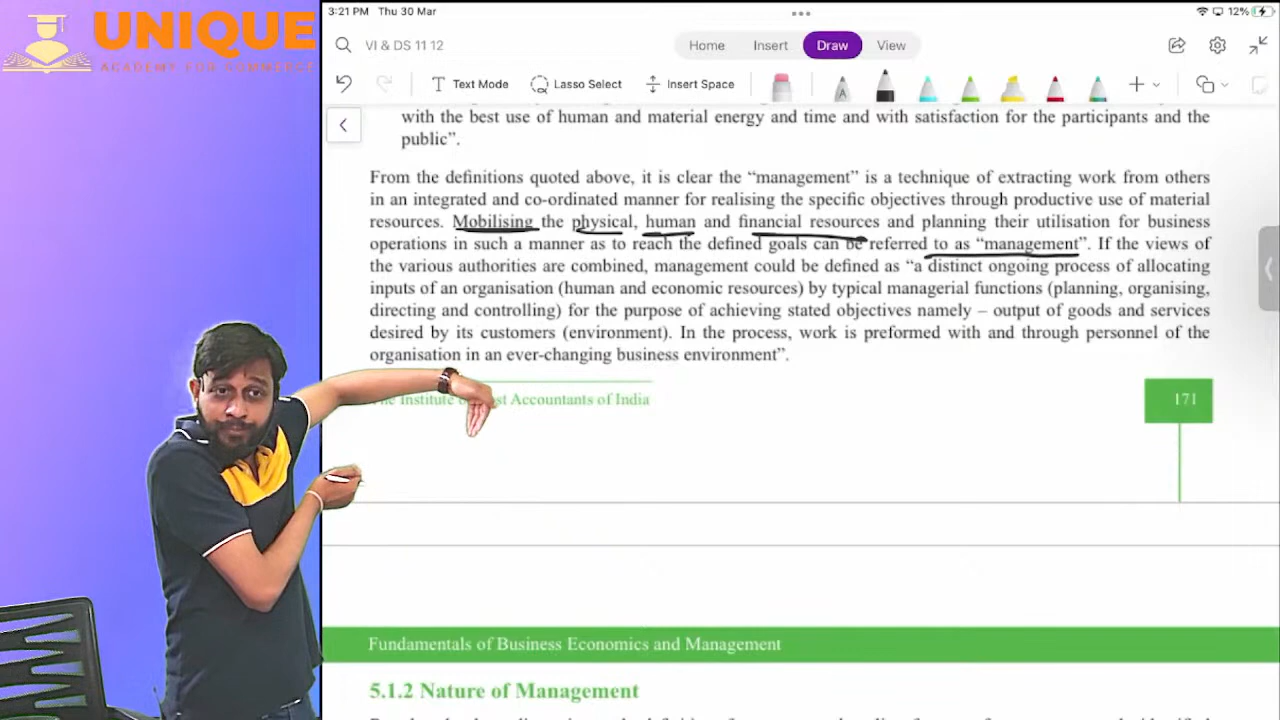 UNIQUE
ACADEMY FOR COMMERCE
3:21 PM Thu 30 Mar
12%
VI & DS 11 12
Home Insert Draw View
Text Mode Lasso Select Insert Space
with the best use of human and material energy and time and with satisfaction for the participants and the
public”.
From the definitions quoted above, it is clear the “management” is a technique of extracting work from others
in an integrated and co-ordinated manner for realising the specific objectives through productive use of material
resources. Mobilising the physical, human and financial resources and planning their utilisation for business
operations in such a manner as to reach the defined goals can be referred to as “management”. If the views of
the various authorities are combined, management could be defined as “a distinct ongoing process of allocating
inputs of an organisation (human and economic resources) by typical managerial functions (planning, organising,
directing and controlling) for the purpose of achieving stated objectives namely – output of goods and services
desired by its customers (environment). In the process, work is preformed with and through personnel of the
organisation in an ever-changing business environment”.
Institute Accountants of India
171
Fundamentals of Business Economics and Management
5.1.2 Nature of Management